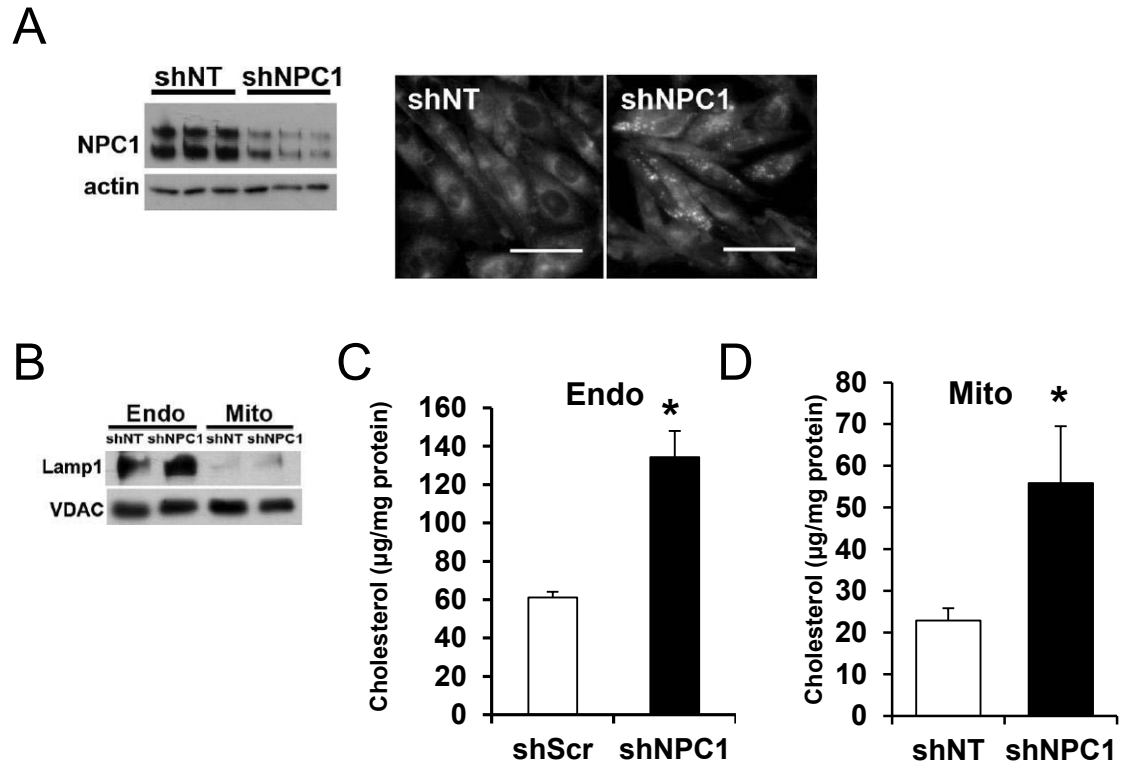 A
shNT shNPC1
NPC1
actin
shNT
shNPC1
B
Endo Mito
shNT shNPC1 shNT shNPC1
Lamp1
VDAC
C
Endo
*
Cholesterol (µg/mg protein)
160
140
120
100
80
60
40
20
0
shScr shNPC1
D
Mito
*
Cholesterol (µg/mg protein)
80
70
60
50
40
30
20
10
0
shNT shNPC1